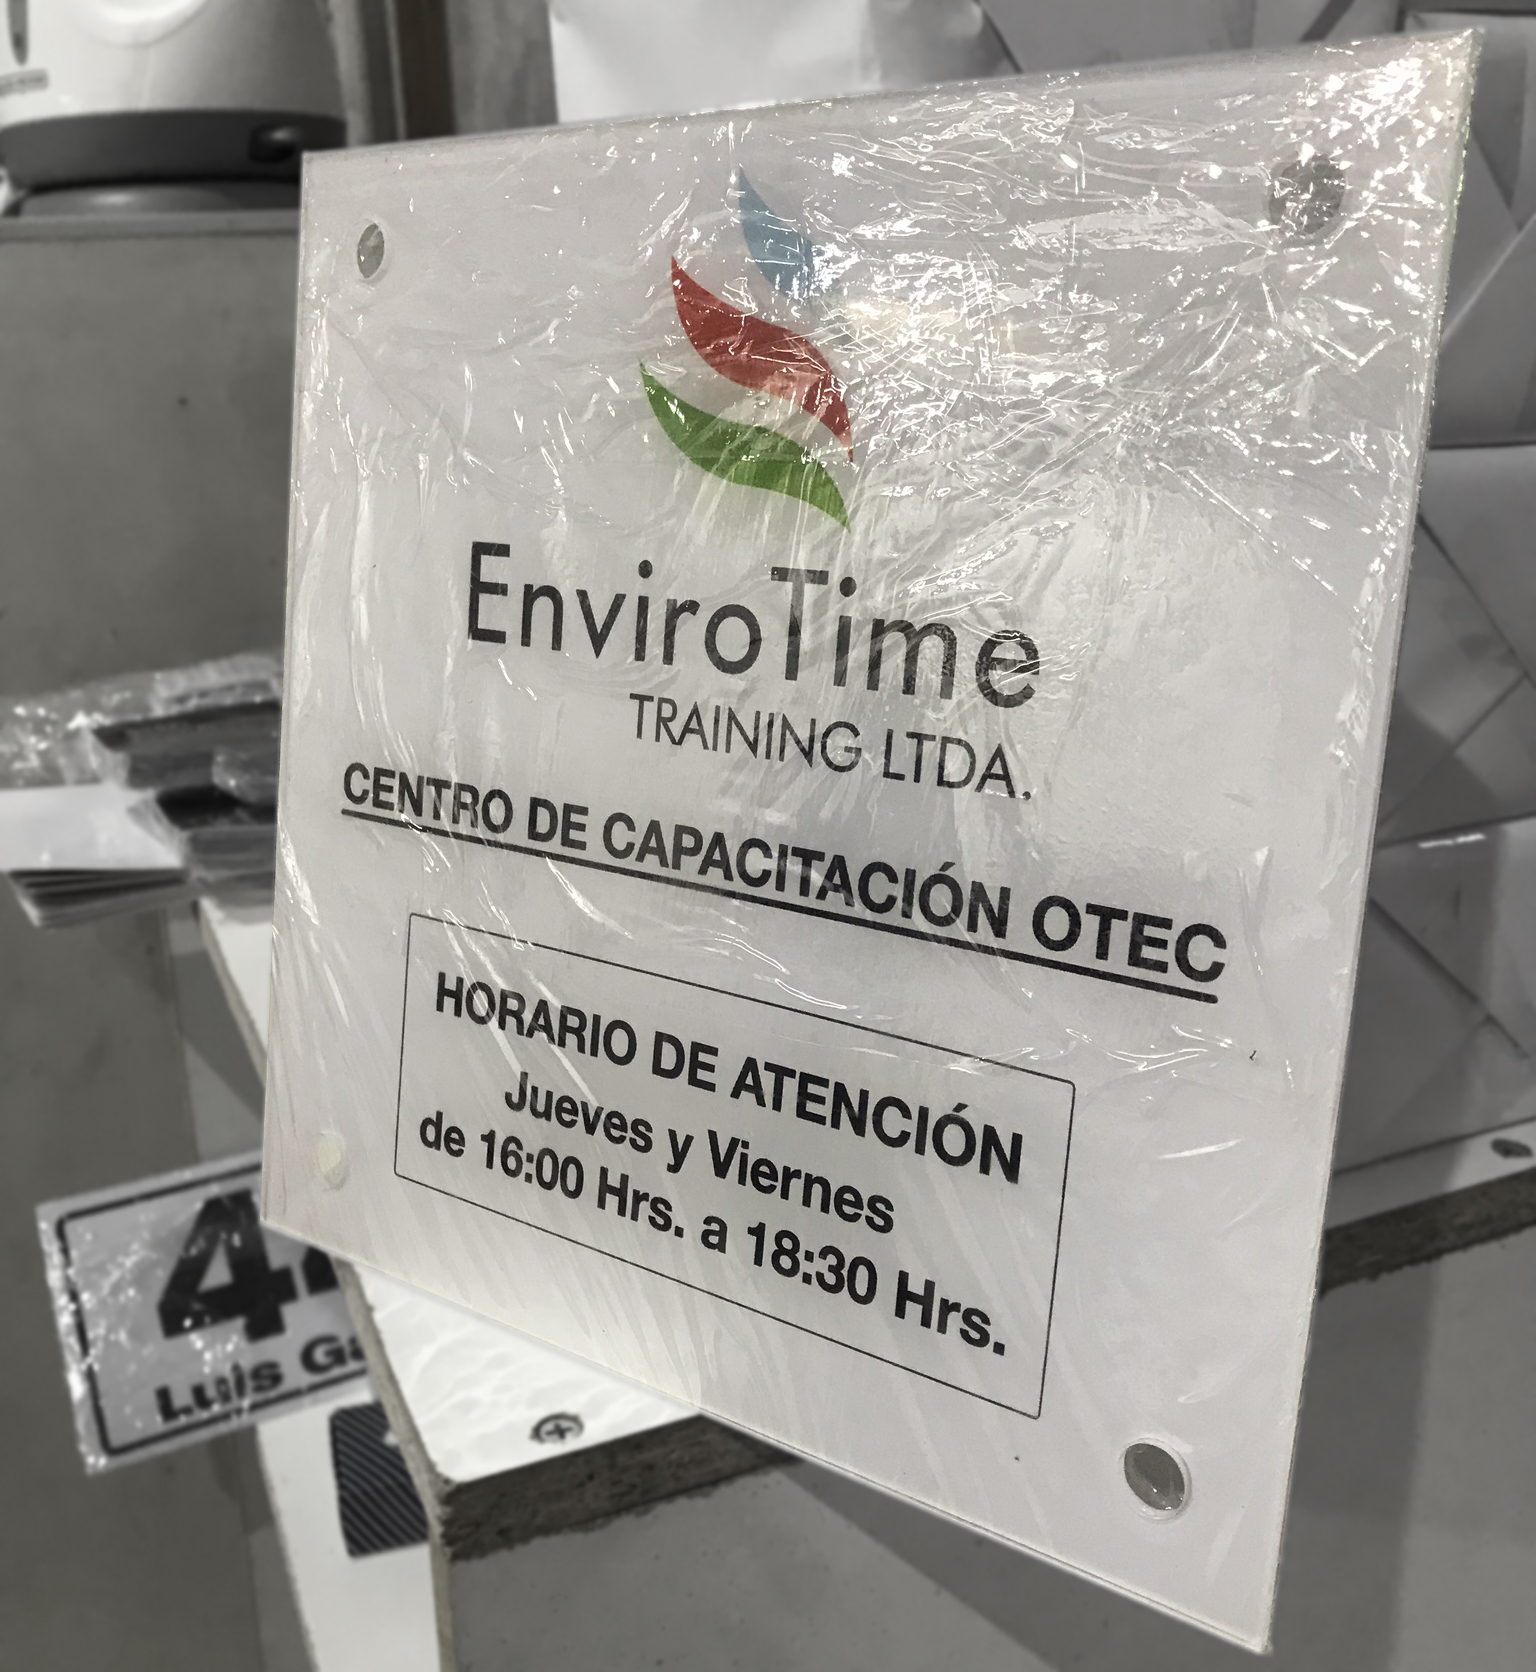 EnviroTime
TRAINING LTDA.
CENTRO DE CAPACITACIÓN OTEC
HORARIO DE ATENCIÓN
Jueves y Viernes
de 16:00 Hrs. a 18:30 Hrs.
Luis